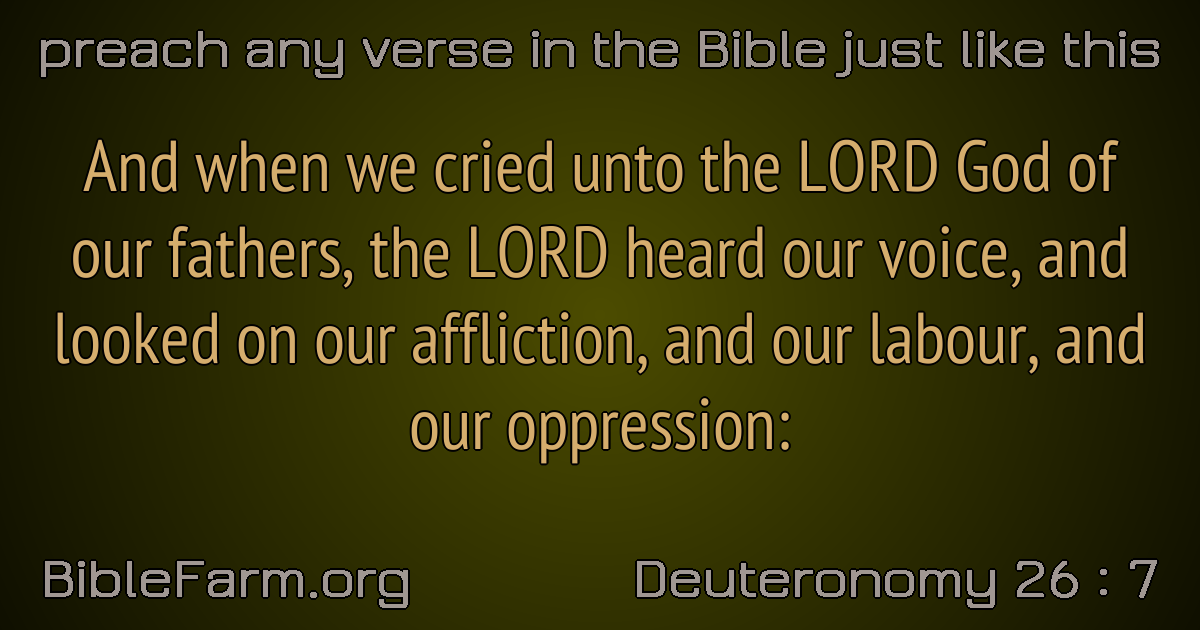 preach any verse in the Bible just like this
And when we cried unto the LORD God of
our fathers, the LORD heard our voice, and
looked on our affliction, and our labour, and
our oppression:
BibleFarm.org
Deuteronomy 26 : 7